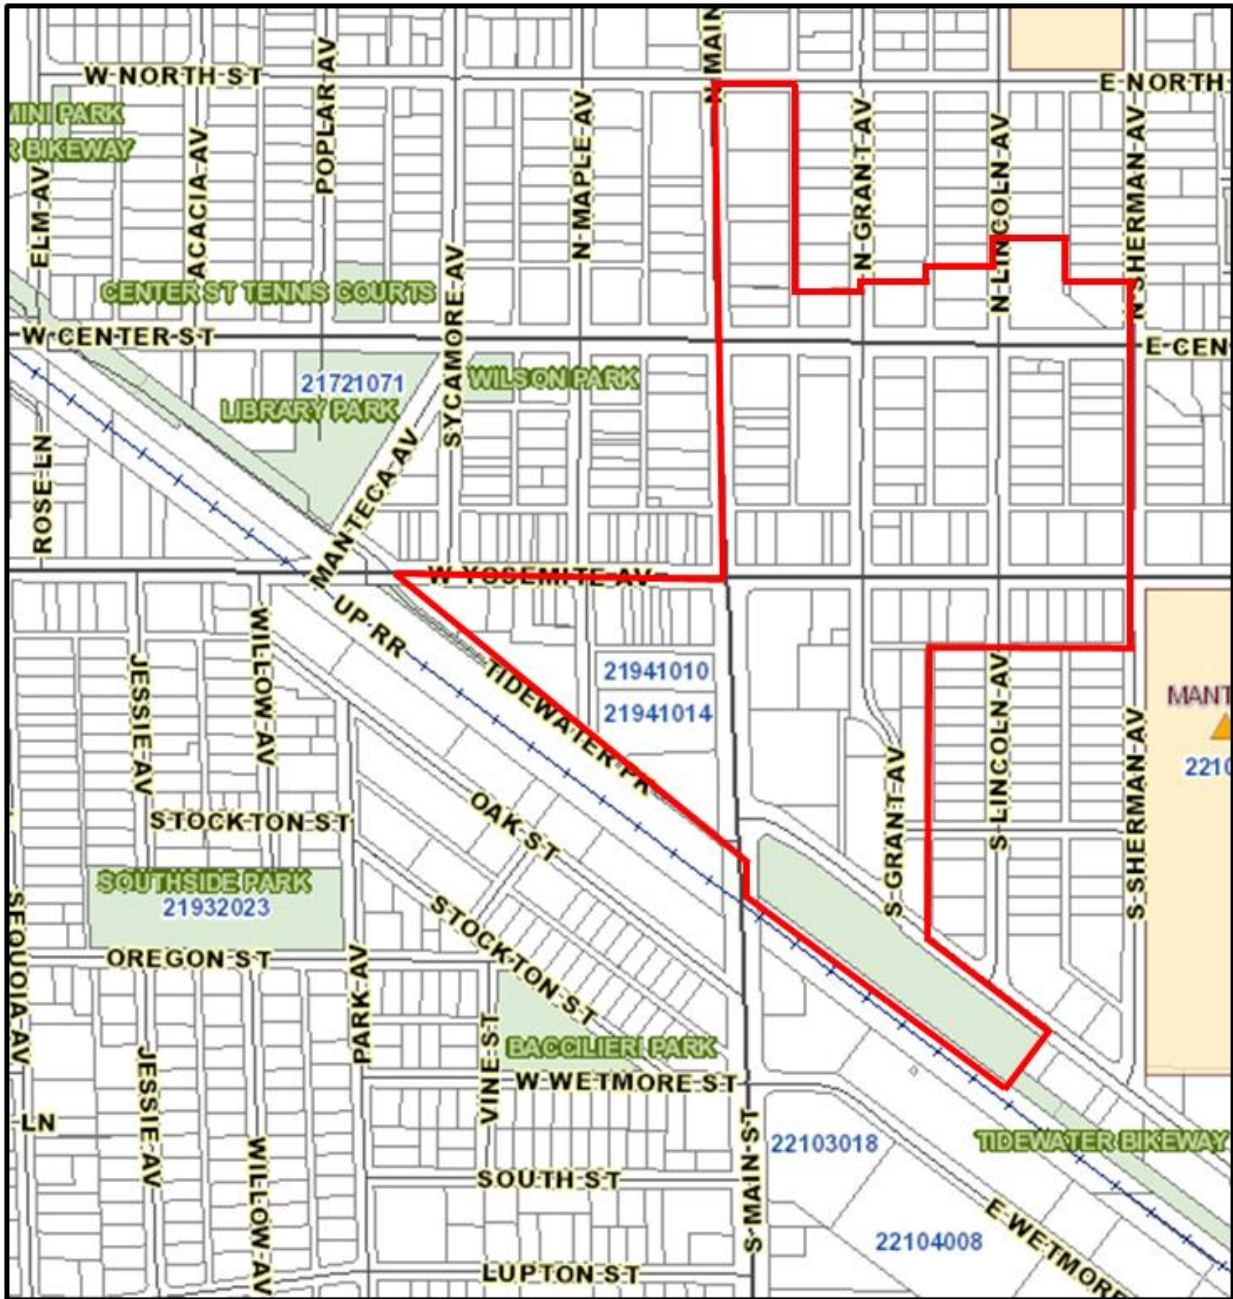 N MAIN
W NORTH ST
POPLAR AV
E NORTH
MINI PARK
R BIKEWAY
ACACIA AV
ELM AV
N MAPLE AV
N GRANT AV
N LINCOLN AV
N SHERMAN AV
SYCAMORE AV
CENTER ST TENNIS COURTS
W CENTER ST
E CEN
21721071
WILSON PARK
LIBRARY PARK
MANTECA AV
ROSE LN
W YOSEMITE AV
UP RR
WILLOW AV
JESSIE AV
TIDEWATER PK
21941010
21941014
S LINCOLN AV
S SHERMAN AV
MANT
2210
S GRANT AV
OAK ST
STOCKTON ST
SOUTHSIDE PARK
21932023
SEQUOIA AV
STOCKTON ST
OREGON ST
PARK AV
VINE ST
BACCILIERI PARK
W WETMORE ST
JESSIE AV
LN
WILLOW AV
S MAIN ST
22103018
TIDEWATER BIKEWAY
SOUTH ST
E WETMORE
22104008
LUPTON ST